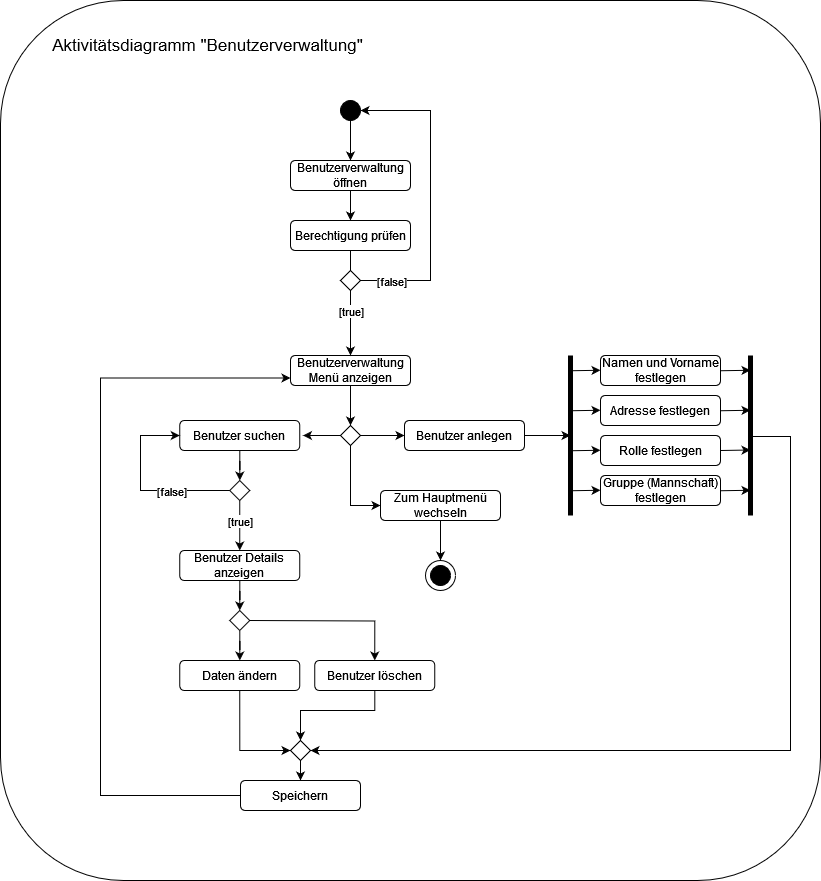 Aktivitätsdiagramm "Benutzerverwaltung"
Benutzerverwaltung
öffnen
Berechtigung prüfen
[false]
[true]
Benutzerverwaltung
Menü anzeigen
Namen und Vorname
festlegen
Adresse festlegen
Benutzer suchen
Benutzer anlegen
Rolle festlegen
[false]
Zum Hauptmenü
wechseln
Gruppe (Mannschaft)
festlegen
[true]
Benutzer Details
anzeigen
Daten ändern
Benutzer löschen
Speichern